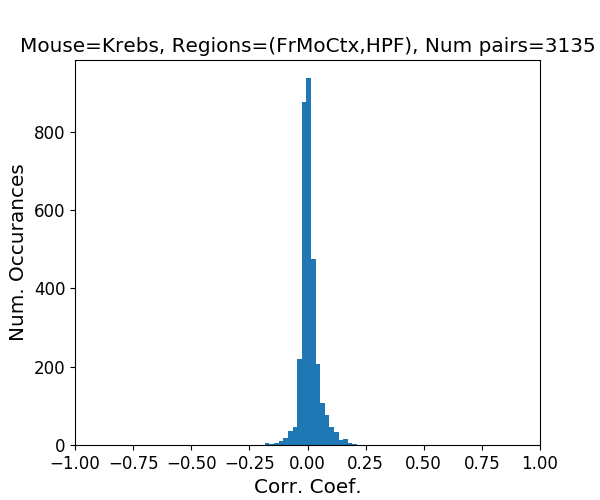 Mouse=Krebs, Regions=(FrMoCtx,HPF), Num pairs=3135
Num. Occurances
800
600
400
200
0
−1.00 −0.75 −0.50 −0.25 0.00 0.25 0.50 0.75 1.00
Corr. Coef.